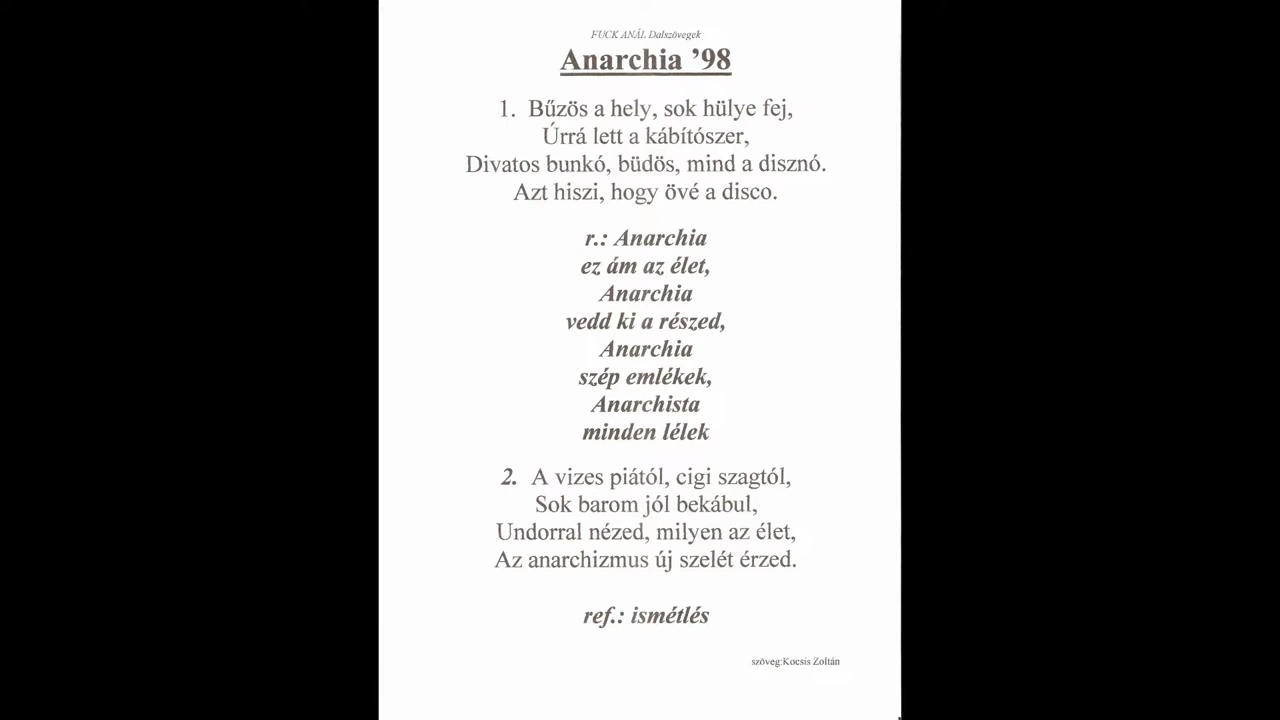 FUCK ANÁL Dalszövegek
Anarchia ’98
1. Bűzös a hely, sok hülye fej,
Úrrá lett a kábítószer,
Divatos bunkó, büdös, mind a disznó.
Azt hiszi, hogy övé a disco.
r.: Anarchia
ez ám az élet,
Anarchia
vedd ki a részed,
Anarchia
szép emlékek,
Anarchista
minden lélek
2. A vizes piától, cigi szagtól,
Sok barom jól bekábul,
Undorral nézed, milyen az élet,
Az anarchizmus új szelét érzed.
ref.: ismétlés
szöveg:Kocsis Zoltán